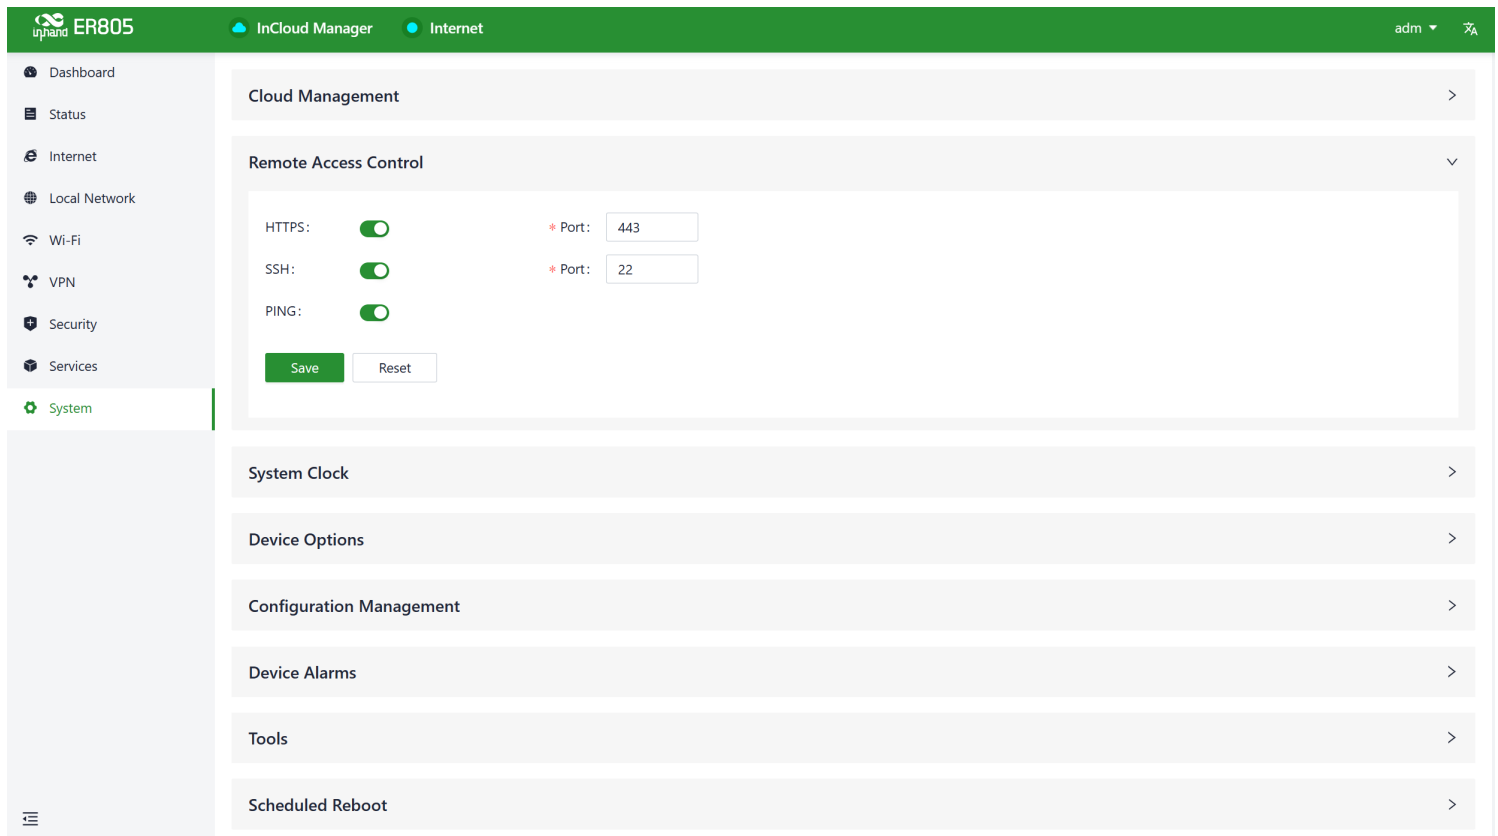 inhand ER805
InCloud Manager
Internet
adm
Dashboard
Status
Internet
Local Network
Wi-Fi
VPN
Security
Services
System
Cloud Management
Remote Access Control
HTTPS:
* Port: 443
SSH:
* Port: 22
PING:
Save Reset
System Clock
Device Options
Configuration Management
Device Alarms
Tools
Scheduled Reboot